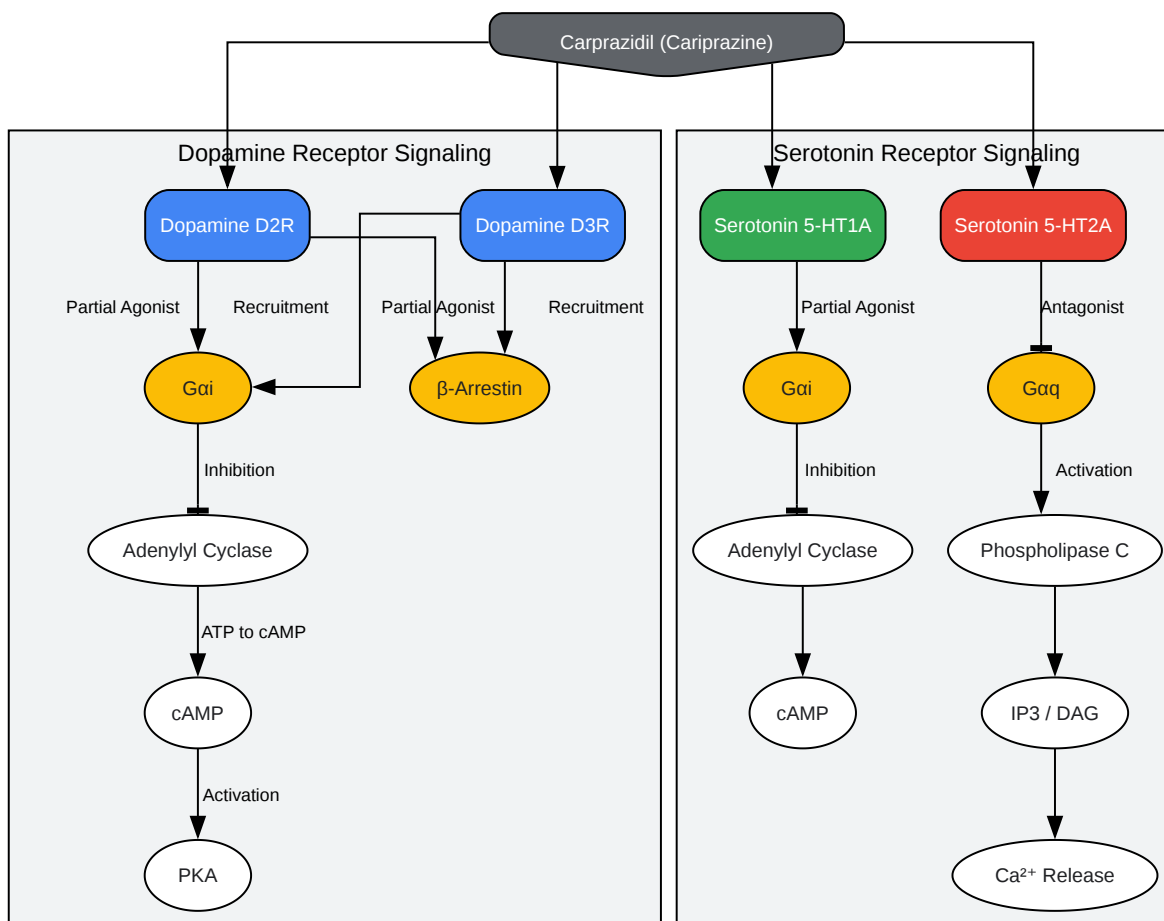 Carprazidil (Cariprazine)
Dopamine Receptor Signaling
Serotonin Receptor Signaling
Dopamine D2R
Dopamine D3R
Serotonin 5-HT1A
Serotonin 5-HT2A
Partial Agonist
Recruitment
Partial Agonist
Recruitment
Partial Agonist
Antagonist
Gαi
β-Arrestin
Gαi
Gαq
Inhibition
Inhibition
Activation
Adenylyl Cyclase
Adenylyl Cyclase
Phospholipase C
ATP to cAMP
cAMP
cAMP
IP3 / DAG
Activation
PKA
Ca²⁺ Release